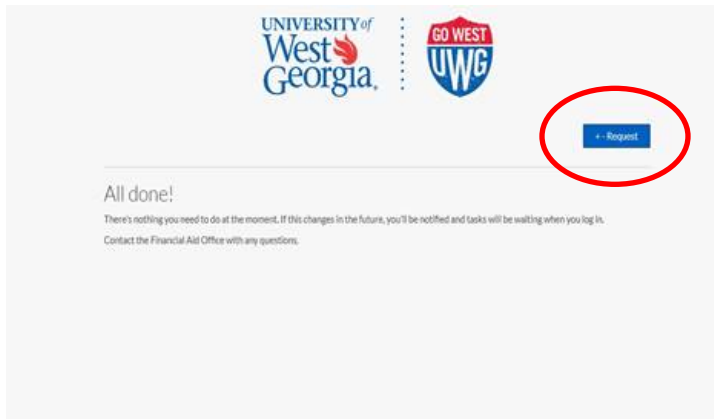 UNIVERSITY of
West
Georgia.
GO WEST
UWG
+ - Request
All done!
There's nothing you need to do at the moment. If this changes in the future, you'll be notified and tasks will be waiting when you log in.
Contact the Financial Aid Office with any questions.